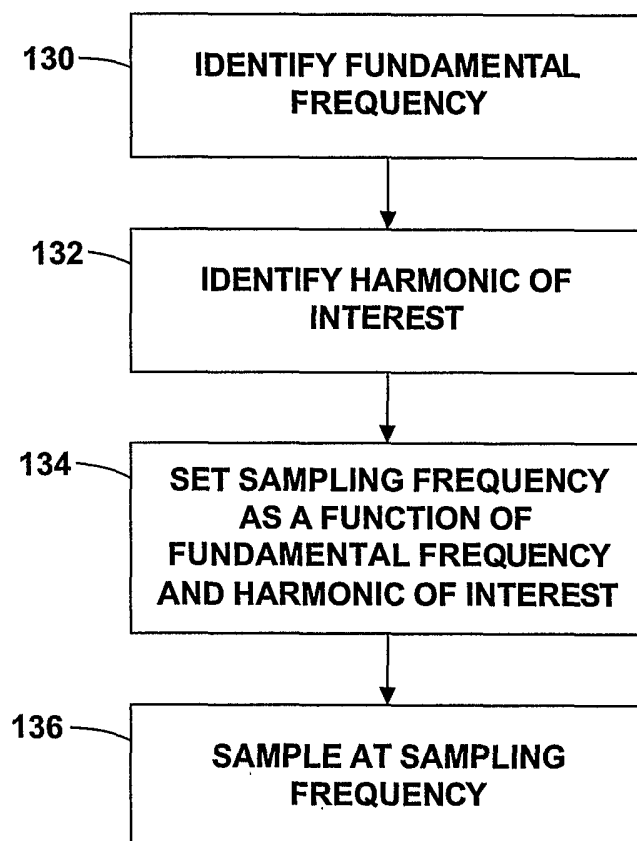 130
IDENTIFY FUNDAMENTAL
FREQUENCY
132
IDENTIFY HARMONIC OF
INTEREST
134
SET SAMPLING FREQUENCY
AS A FUNCTION OF
FUNDAMENTAL FREQUENCY
AND HARMONIC OF INTEREST
136
SAMPLE AT SAMPLING
FREQUENCY